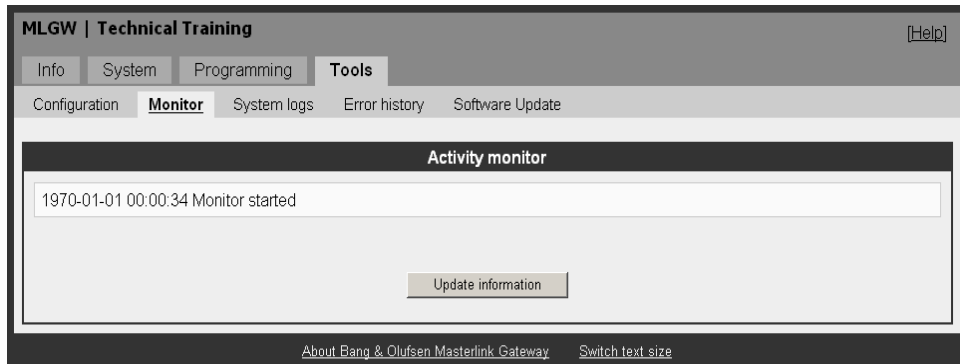 MLGW | Technical Training [Help]
Info System Programming Tools
Configuration Monitor System logs Error history Software Update
Activity monitor
1970-01-01 00:00:34 Monitor started
Update information
About Bang & Olufsen Masterlink Gateway Switch text size